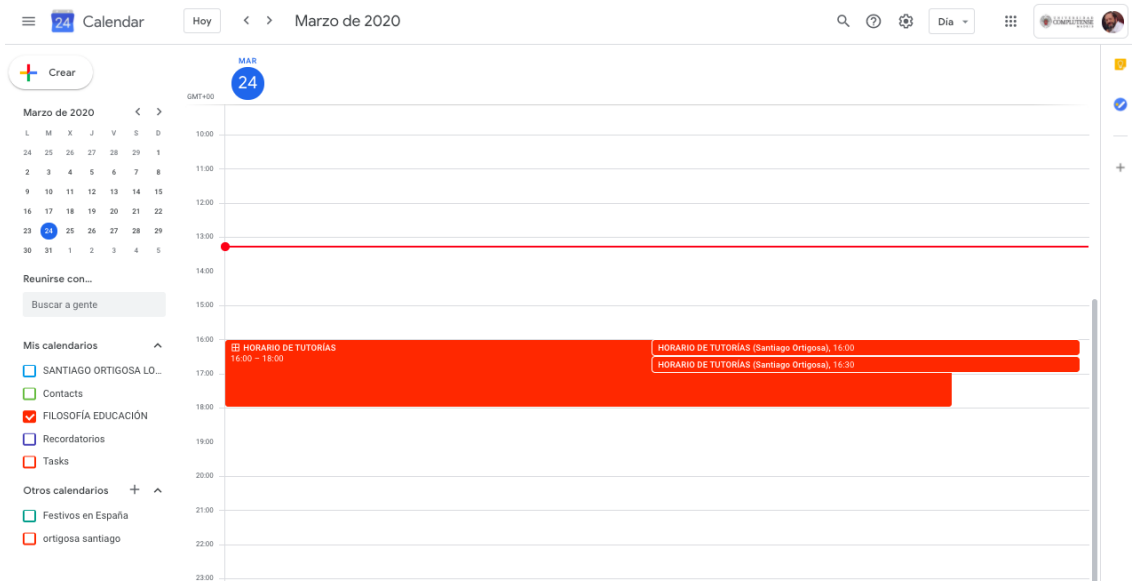 Calendar
Hoy
Marzo de 2020
Día
UNIVERSIDAD
COMPLUTENSE
24
Crear
MAR
24
GMT+00
Marzo de 2020
L M X J V S D
24 25 26 27 28 29 1
2 3 4 5 6 7 8
9 10 11 12 13 14 15
16 17 18 19 20 21 22
23 24 25 26 27 28 29
30 31 1 2 3 4 5
Reunirse con...
Buscar a gente
Mis calendarios
SANTIAGO ORTIGOSA LO...
Contacts
FILOSOFÍA EDUCACIÓN
Recordatorios
Tasks
Otros calendarios
Festivos en España
ortigosa santiago
10:00
11:00
12:00
13:00
14:00
15:00
16:00
HORARIO DE TUTORÍAS
16:00 – 18:00
HORARIO DE TUTORÍAS (Santiago Ortigosa), 16:00
HORARIO DE TUTORÍAS (Santiago Ortigosa), 16:30
17:00
18:00
19:00
20:00
21:00
22:00
23:00